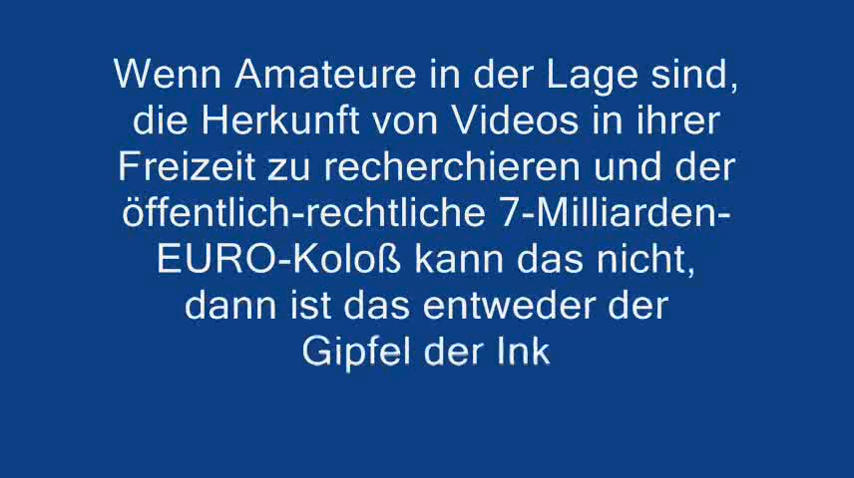 Wenn Amateure in der Lage sind,
die Herkunft von Videos in ihrer
Freizeit zu recherchieren und der
öffentlich-rechtliche 7-Milliarden-
EURO-Koloß kann das nicht,
dann ist das entweder der
Gipfel der Ink